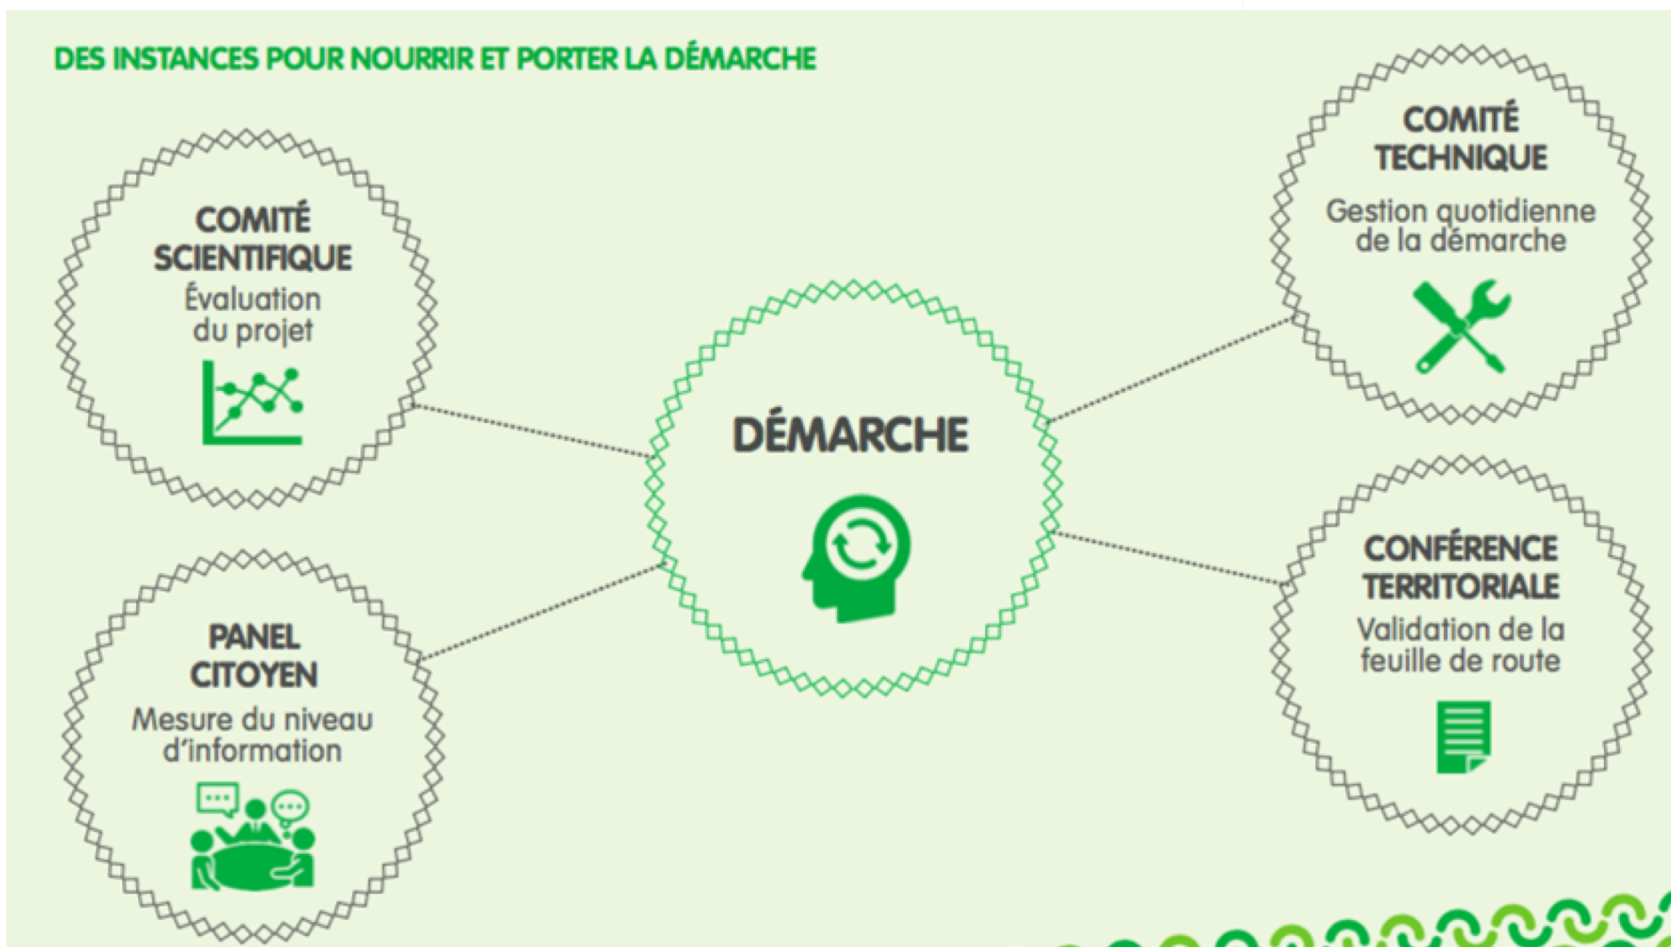 DES INSTANCES POUR NOURRIR ET PORTER LA DÉMARCHE
COMITÉ
SCIENTIFIQUE
Évaluation
du projet
PANEL
CITOYEN
Mesure du niveau
d'information
DÉMARCHE
COMITÉ
TECHNIQUE
Gestion quotidienne
de la démarche
CONFÉRENCE
TERRITORIALE
Validation de la
feuille de route